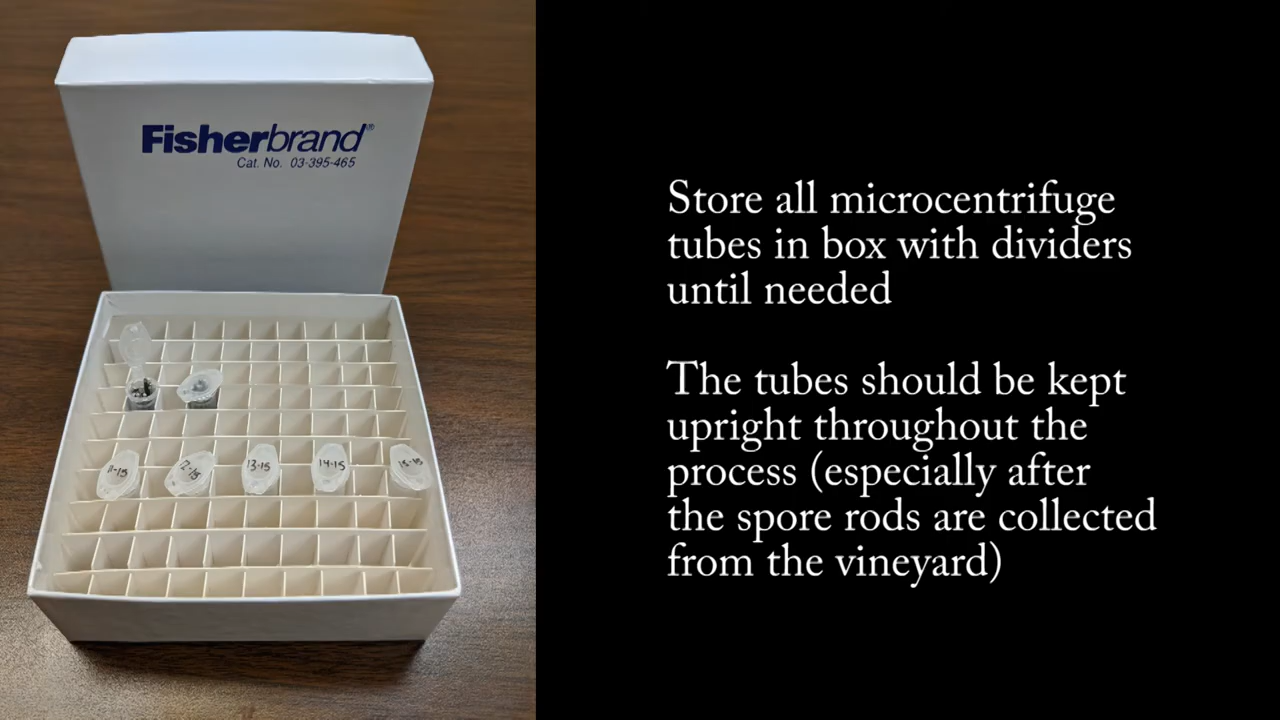 Fisherbrand®
Cat. No. 03-395-465
11-15
12-15
13-15
14-15
15-15
Store all microcentrifuge
tubes in box with dividers
until needed
The tubes should be kept
upright throughout the
process (especially after
the spore rods are collected
from the vineyard)